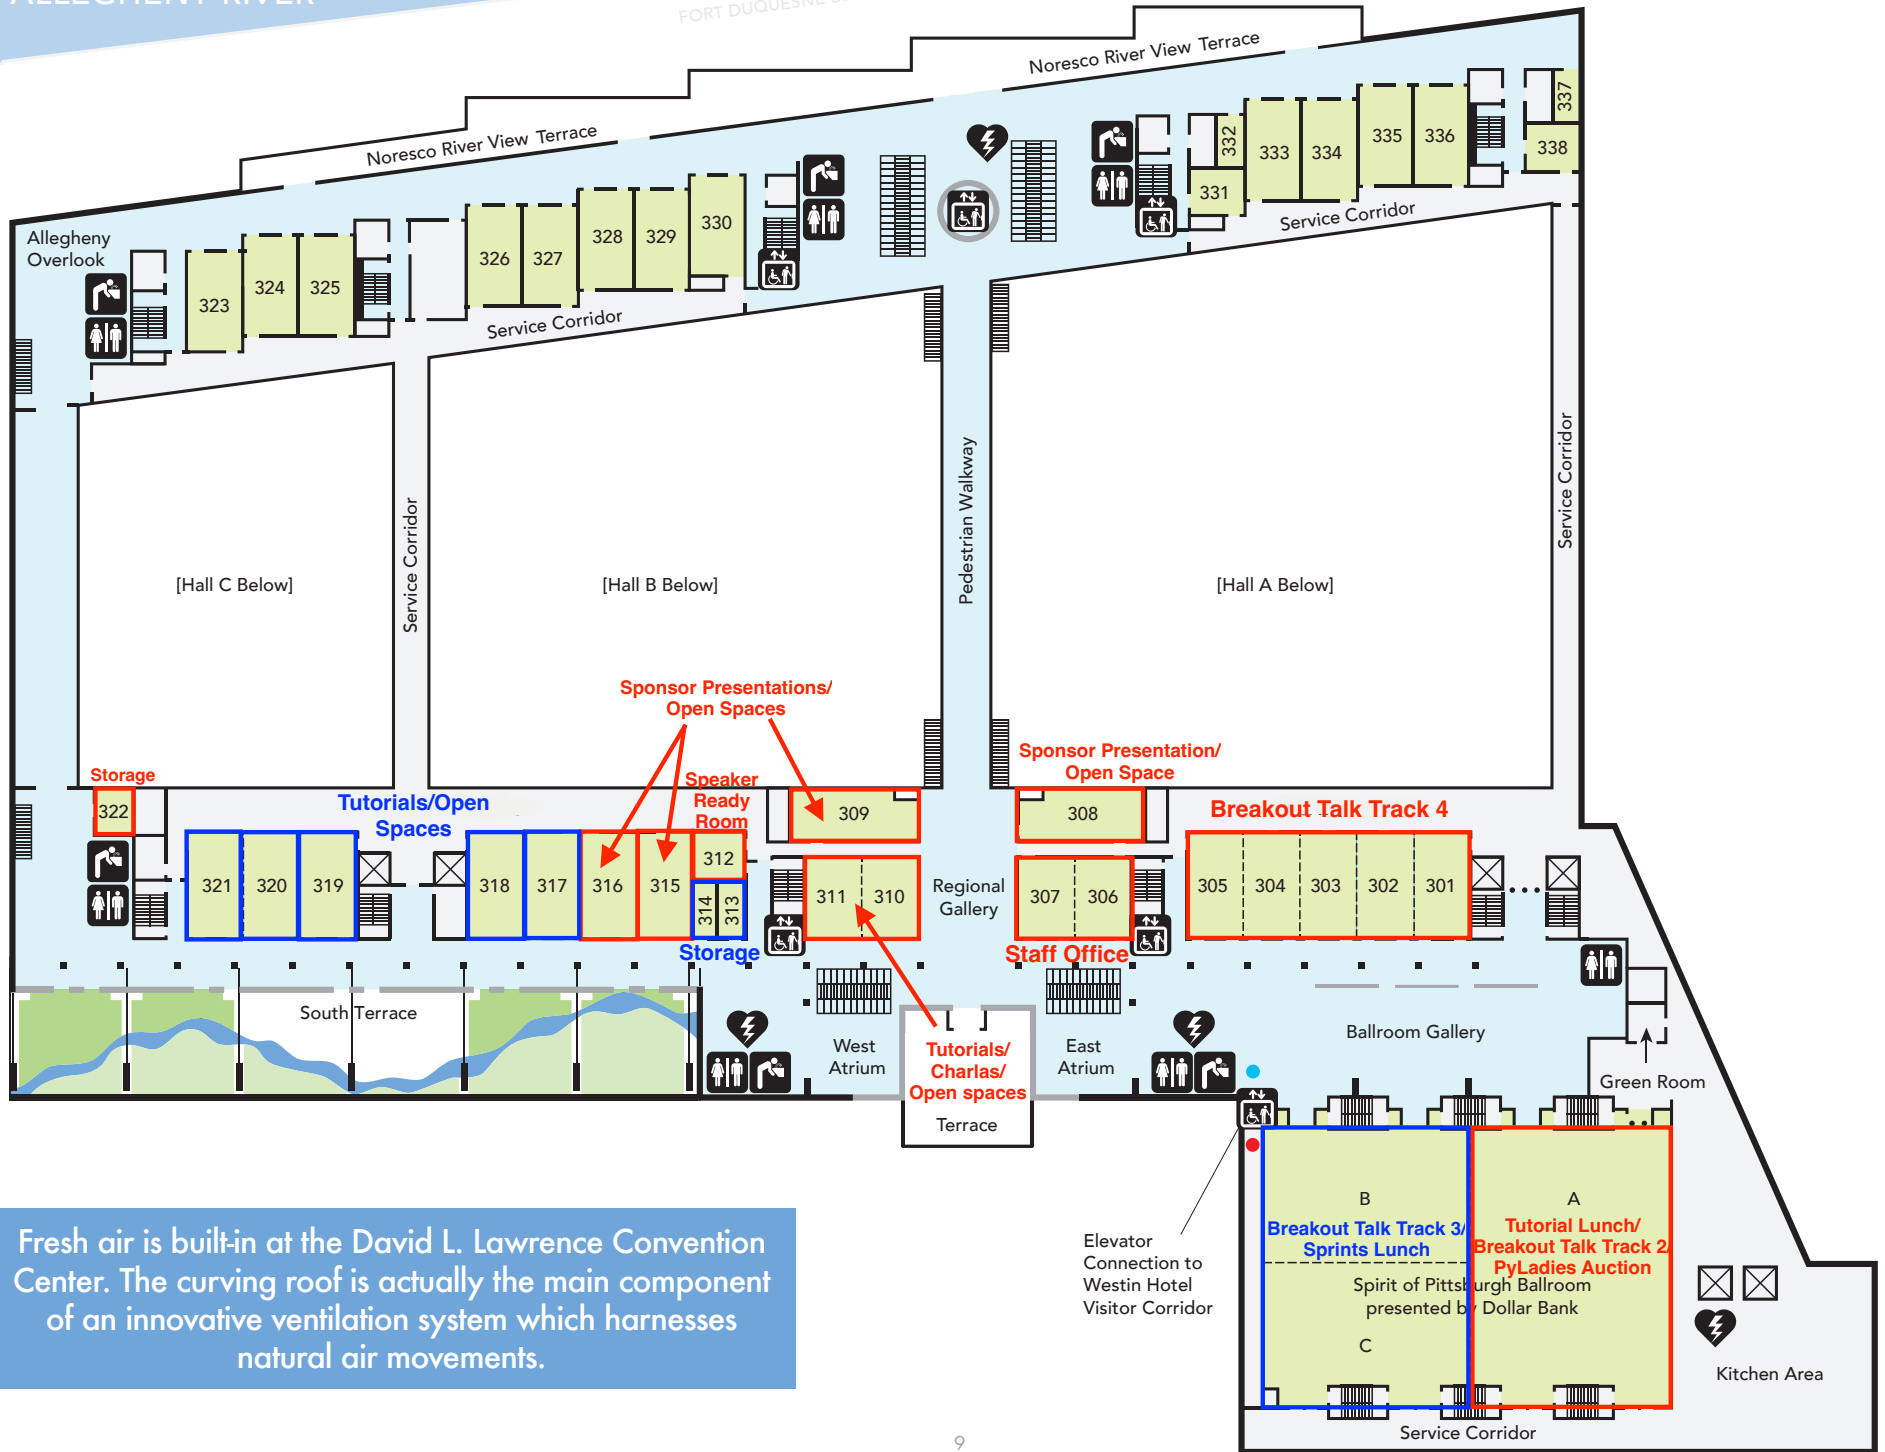 ALLEGHENY RIVER
FORT DUQUESNE
Noresco River View Terrace
Noresco River View Terrace
337
338
336
335
334
333
332
331
Service Corridor
330
329
328
327
326
325
324
323
Service Corridor
Allegheny
Overlook
Service Corridor
Pedestrian Walkway
Service Corridor
[Hall C Below]
[Hall B Below]
[Hall A Below]
Sponsor Presentations/
Open Spaces
Sponsor Presentation/
Open Space
Storage
322
Tutorials/Open
Spaces
Speaker
Ready
Room
309
308
Breakout Talk Track 4
321
320
319
318
317
316
315
312
314
313
311
310
Regional
Gallery
307
306
305
304
303
302
301
Storage
Staff Office
South Terrace
West
Atrium
Tutorials/
Charlas/
Open spaces
East
Atrium
Ballroom Gallery
Green Room
Terrace
B
Breakout Talk Track 3/
Sprints Lunch
A
Tutorial Lunch/
Breakout Talk Track 2/
PyLadies Auction
Spirit of Pittsburgh Ballroom
presented by Dollar Bank
C
Elevator
Connection to
Westin Hotel
Visitor Corridor
Kitchen Area
Service Corridor
Fresh air is built-in at the David L. Lawrence Convention
Center. The curving roof is actually the main component
of an innovative ventilation system which harnesses
natural air movements.
9